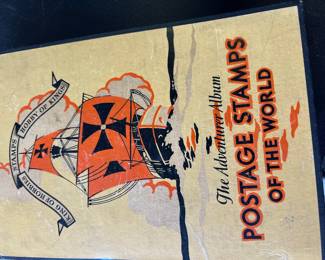 KING OF HOBBIES
STAMPS
HOBBY OF KINGS
The Adventurer Album
POSTAGE STAMPS
OF THE WORLD